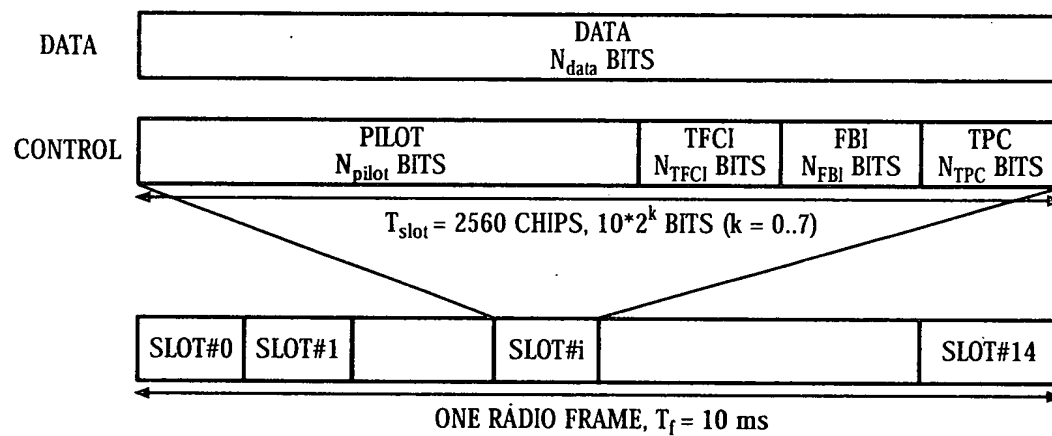 DATA
DATA
N_data BITS
CONTROL
PILOT
N_pilot BITS
TFCI
N_TFCI BITS
FBI
N_FBI BITS
TPC
N_TPC BITS
T_slot = 2560 CHIPS, 10*2^k BITS (k = 0..7)
SLOT#0 SLOT#1 SLOT#i SLOT#14
ONE RADIO FRAME, T_f = 10 ms